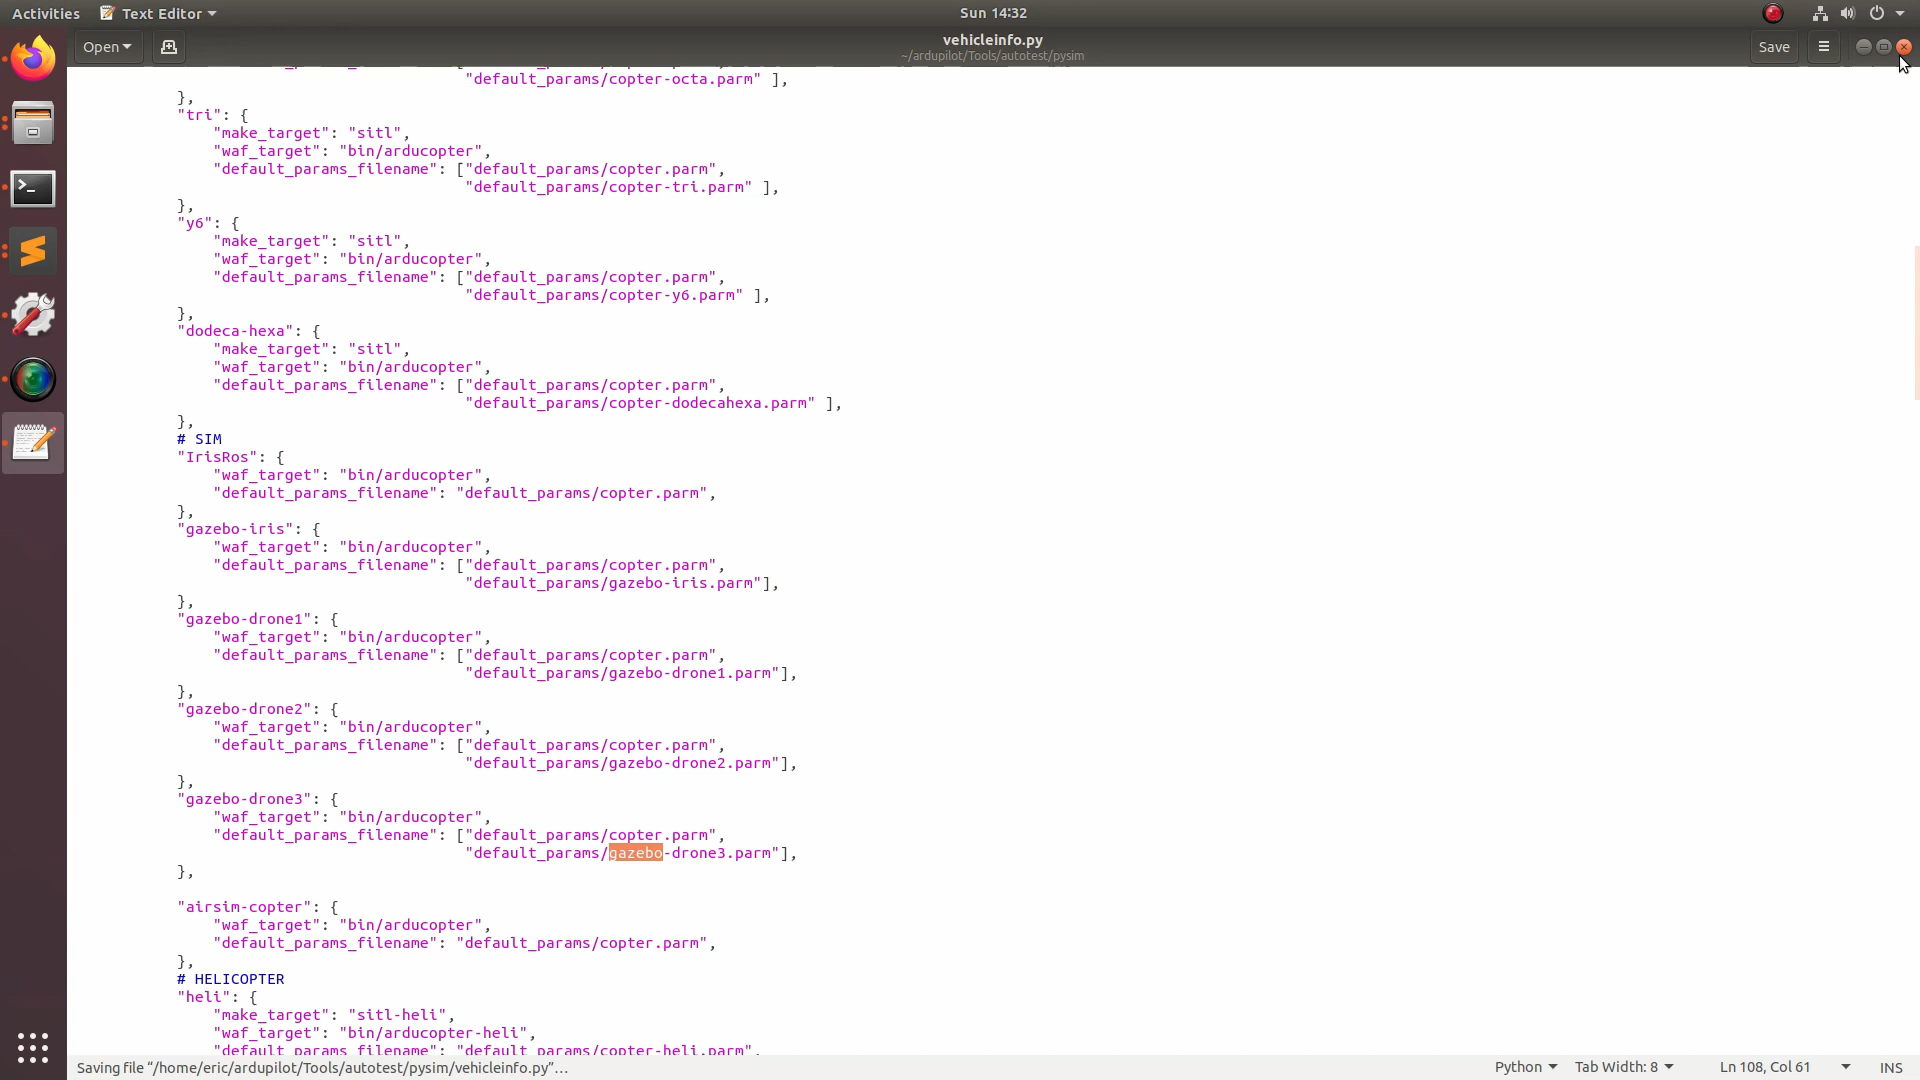 Activities
Text Editor
Sun 14:32
Open
vehicleinfo.py
~/ardupilot/Tools/autotest/pysim
Save
"default_params/copter-octa.parm" ],
},
"tri": {
"make_target": "sitl",
"waf_target": "bin/arducopter",
"default_params_filename": ["default_params/copter.parm",
"default_params/copter-tri.parm" ],
},
"y6": {
"make_target": "sitl",
"waf_target": "bin/arducopter",
"default_params_filename": ["default_params/copter.parm",
"default_params/copter-y6.parm" ],
},
"dodeca-hexa": {
"make_target": "sitl",
"waf_target": "bin/arducopter",
"default_params_filename": ["default_params/copter.parm",
"default_params/copter-dodecahexa.parm" ],
},
# SIM
"IrisRos": {
"waf_target": "bin/arducopter",
"default_params_filename": "default_params/copter.parm",
},
"gazebo-iris": {
"waf_target": "bin/arducopter",
"default_params_filename": ["default_params/copter.parm",
"default_params/gazebo-iris.parm"],
},
"gazebo-drone1": {
"waf_target": "bin/arducopter",
"default_params_filename": ["default_params/copter.parm",
"default_params/gazebo-drone1.parm"],
},
"gazebo-drone2": {
"waf_target": "bin/arducopter",
"default_params_filename": ["default_params/copter.parm",
"default_params/gazebo-drone2.parm"],
},
"gazebo-drone3": {
"waf_target": "bin/arducopter",
"default_params_filename": ["default_params/copter.parm",
"default_params/gazebo-drone3.parm"],
},
"airsim-copter": {
"waf_target": "bin/arducopter",
"default_params_filename": "default_params/copter.parm",
},
# HELICOPTER
"heli": {
"make_target": "sitl-heli",
"waf_target": "bin/arducopter-heli",
"default_params_filename": "default_params/copter-heli.parm",
Saving file “/home/eric/ardupilot/Tools/autotest/pysim/vehicleinfo.py”…
Python
Tab Width: 8
Ln 108, Col 61
INS